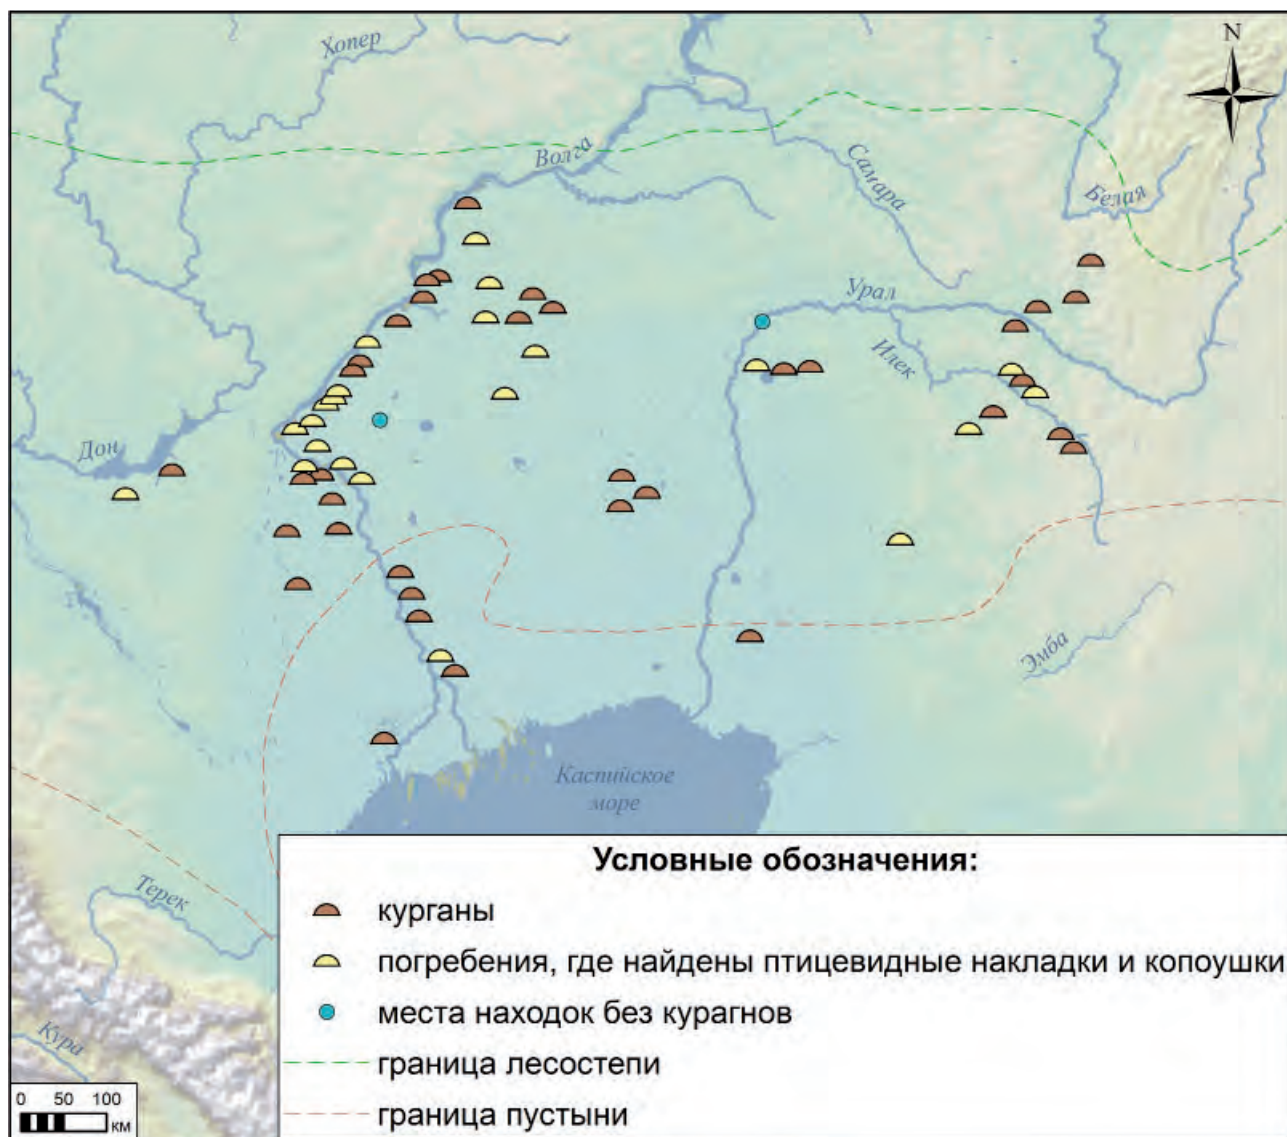 N
Хопер
Волга
Самара
Белая
Урал
Илек
Дон
Эмба
Каспийское
море
Терек
Кура
0 50 100
км
Условные обозначения:
курганы
погребения, где найдены птицевидные накладки и копоушки
места находок без курагнов
граница лесостепи
граница пустыни